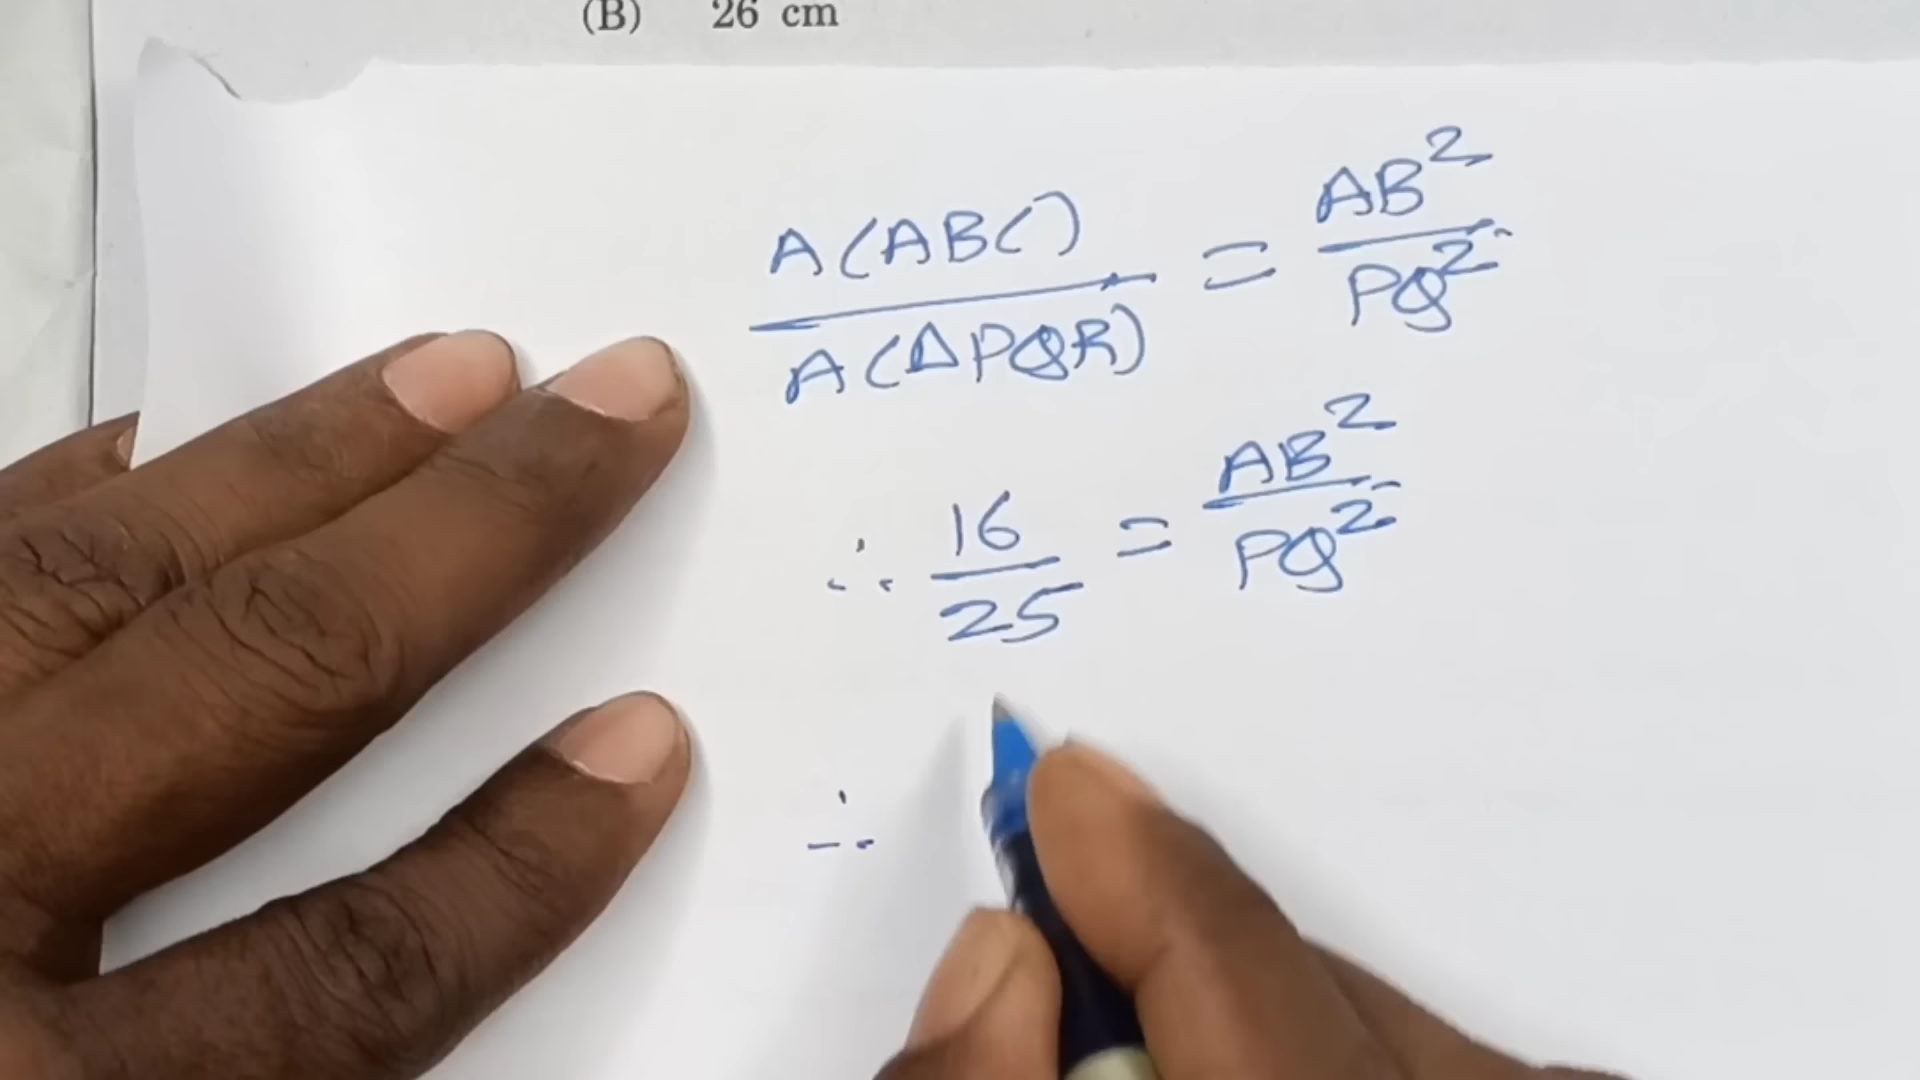 (B) 26 cm
A(ABC) / A(ΔPQR) = AB² / PQ²
∴ 16 / 25 = AB² / PQ²
∴